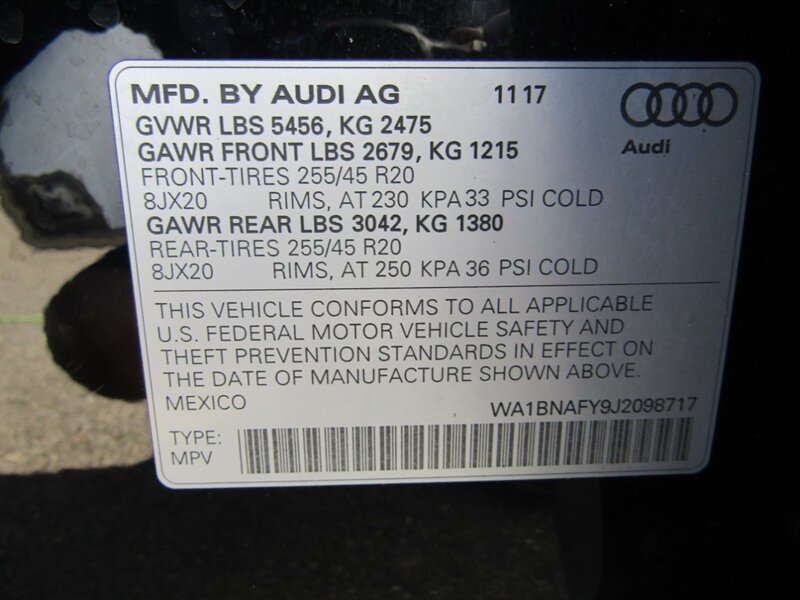 MFD. BY AUDI AG 11 17
GVWR LBS 5456, KG 2475
GAWR FRONT LBS 2679, KG 1215
FRONT-TIRES 255/45 R20
8JX20 RIMS, AT 230 KPA 33 PSI COLD
GAWR REAR LBS 3042, KG 1380
REAR-TIRES 255/45 R20
8JX20 RIMS, AT 250 KPA 36 PSI COLD
Audi
THIS VEHICLE CONFORMS TO ALL APPLICABLE
U.S. FEDERAL MOTOR VEHICLE SAFETY AND
THEFT PREVENTION STANDARDS IN EFFECT ON
THE DATE OF MANUFACTURE SHOWN ABOVE.
MEXICO WA1BNAFY9J2098717
TYPE:
MPV